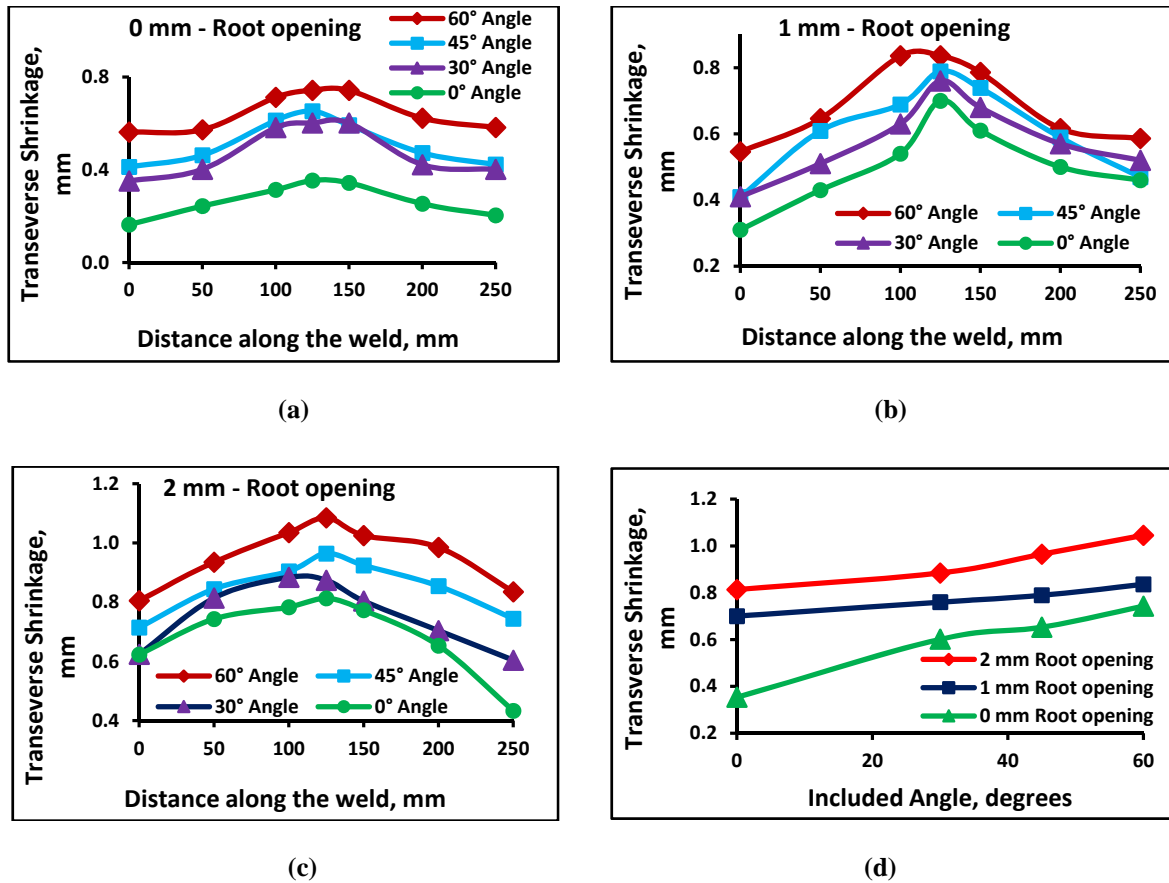 0 mm - Root opening
60° Angle
45° Angle
30° Angle
0° Angle
Transeverse Shrinkage,
mm
0.8
0.4
0.0
0 50 100 150 200 250
Distance along the weld, mm
(a)
1 mm - Root opening
Transeverse Shrinkage,
mm
0.8
0.6
0.4
0.2
60° Angle 45° Angle
30° Angle 0° Angle
0 50 100 150 200 250
Distance along the weld, mm
(b)
2 mm - Root opening
Transeverse Shrinkage,
mm
1.2
1.0
0.8
0.6
0.4
60° Angle 45° Angle
30° Angle 0° Angle
0 50 100 150 200 250
Distance along the weld, mm
(c)
Transverse Shrinkage,
mm
1.2
1.0
0.8
0.6
0.4
0.2
2 mm Root opening
1 mm Root opening
0 mm Root opening
0 20 40 60
Included Angle, degrees
(d)